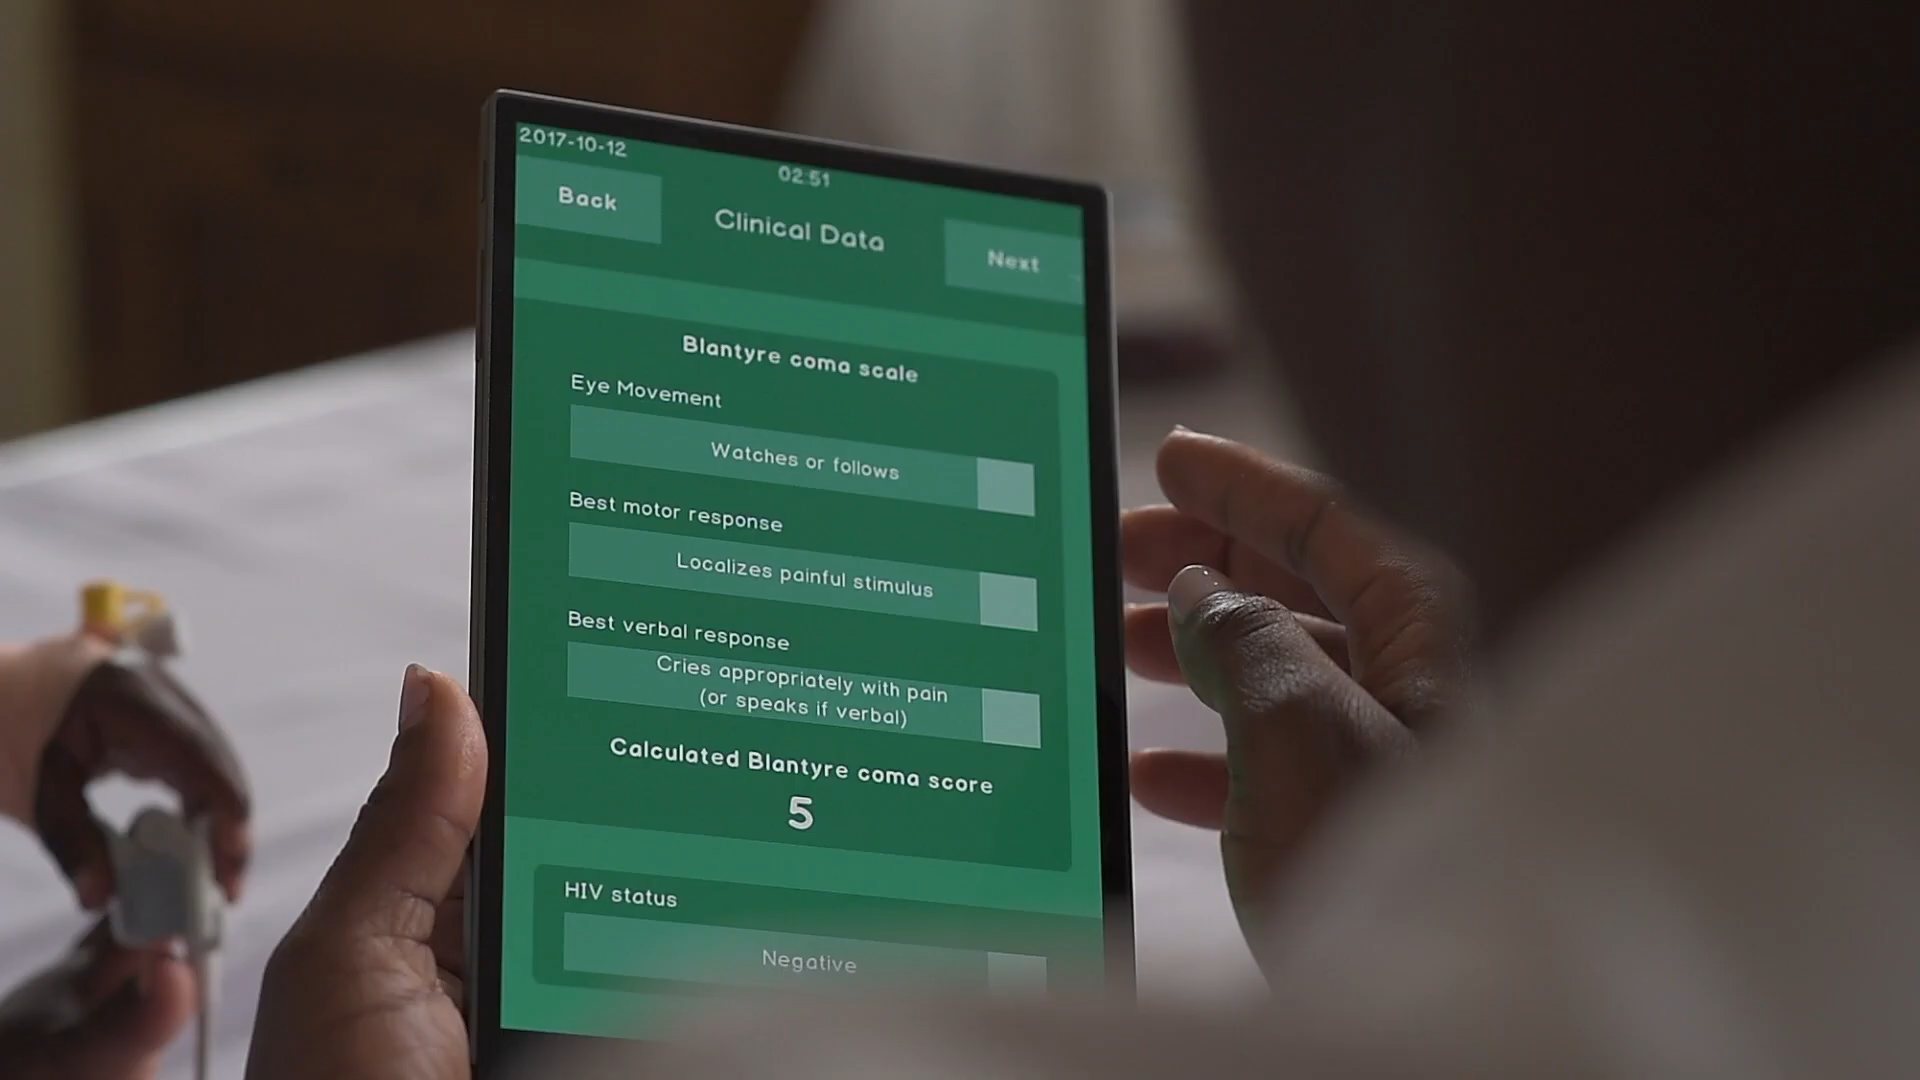 2017-10-12
02:51
Back
Clinical Data
Next
Blantyre coma scale
Eye Movement
Watches or follows
Best motor response
Localizes painful stimulus
Best verbal response
Cries appropriately with pain
(or speaks if verbal)
Calculated Blantyre coma score
5
HIV status
Negative